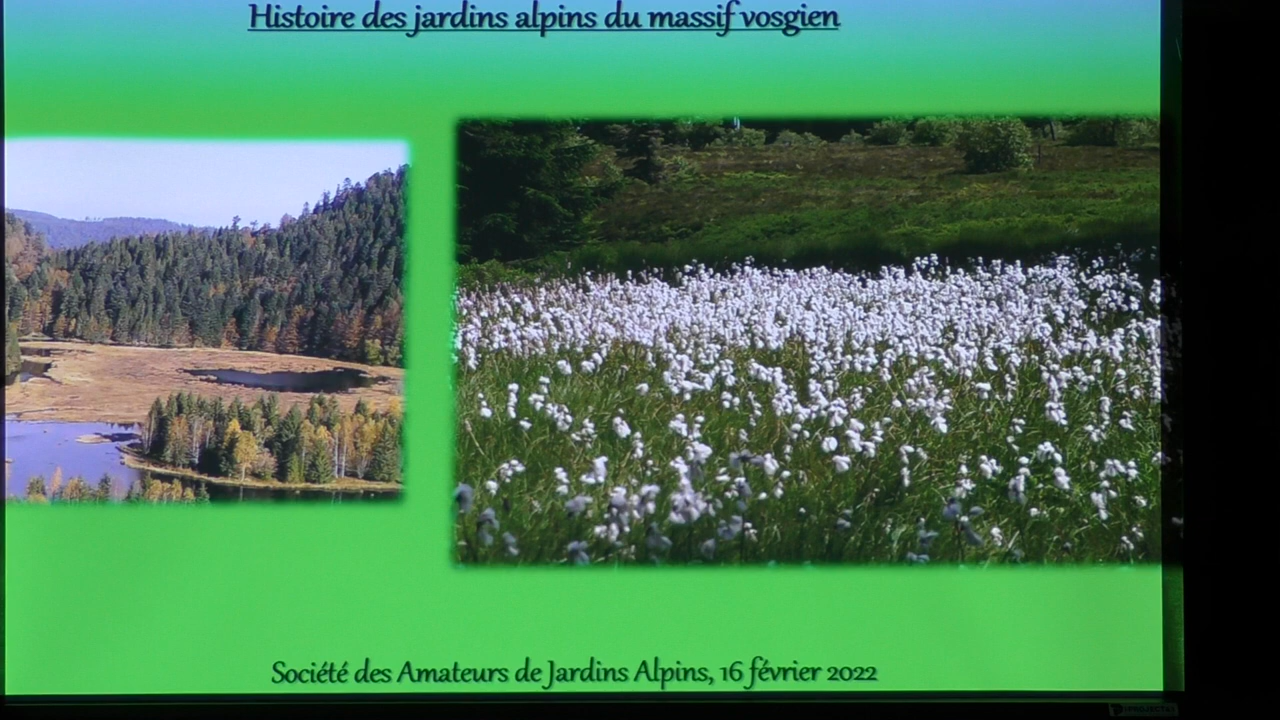 Histoire des jardins alpins du massif vosgien
Société des Amateurs de Jardins Alpins, 16 février 2022